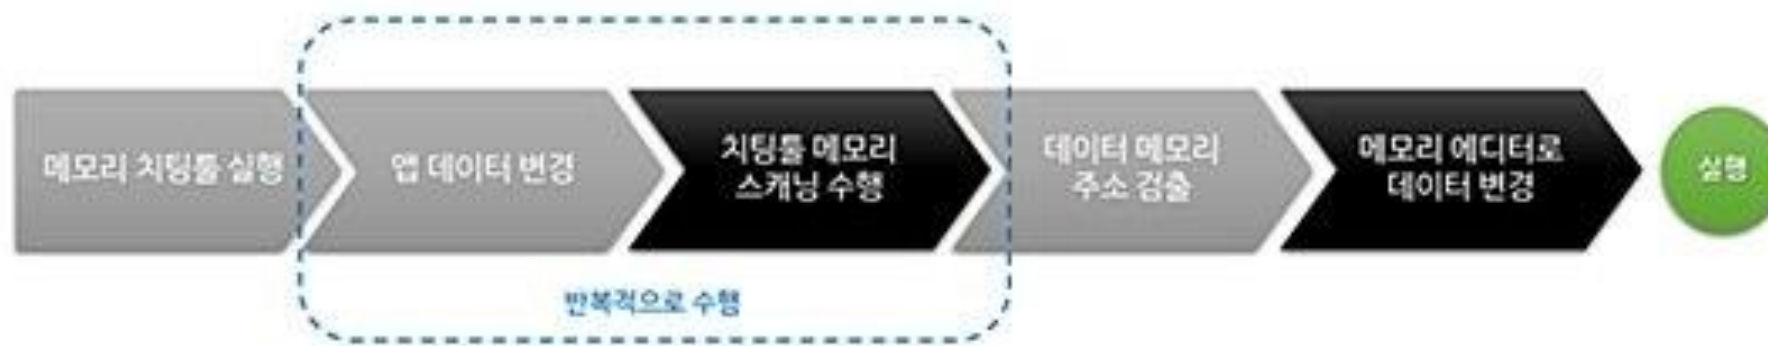 메모리 치팅툴 실행
앱 데이터 변경
치팅툴 메모리
스캐닝 수행
데이터 메모리
주소 검출
메모리 에디터로
데이터 변경
실행
반복적으로 수행